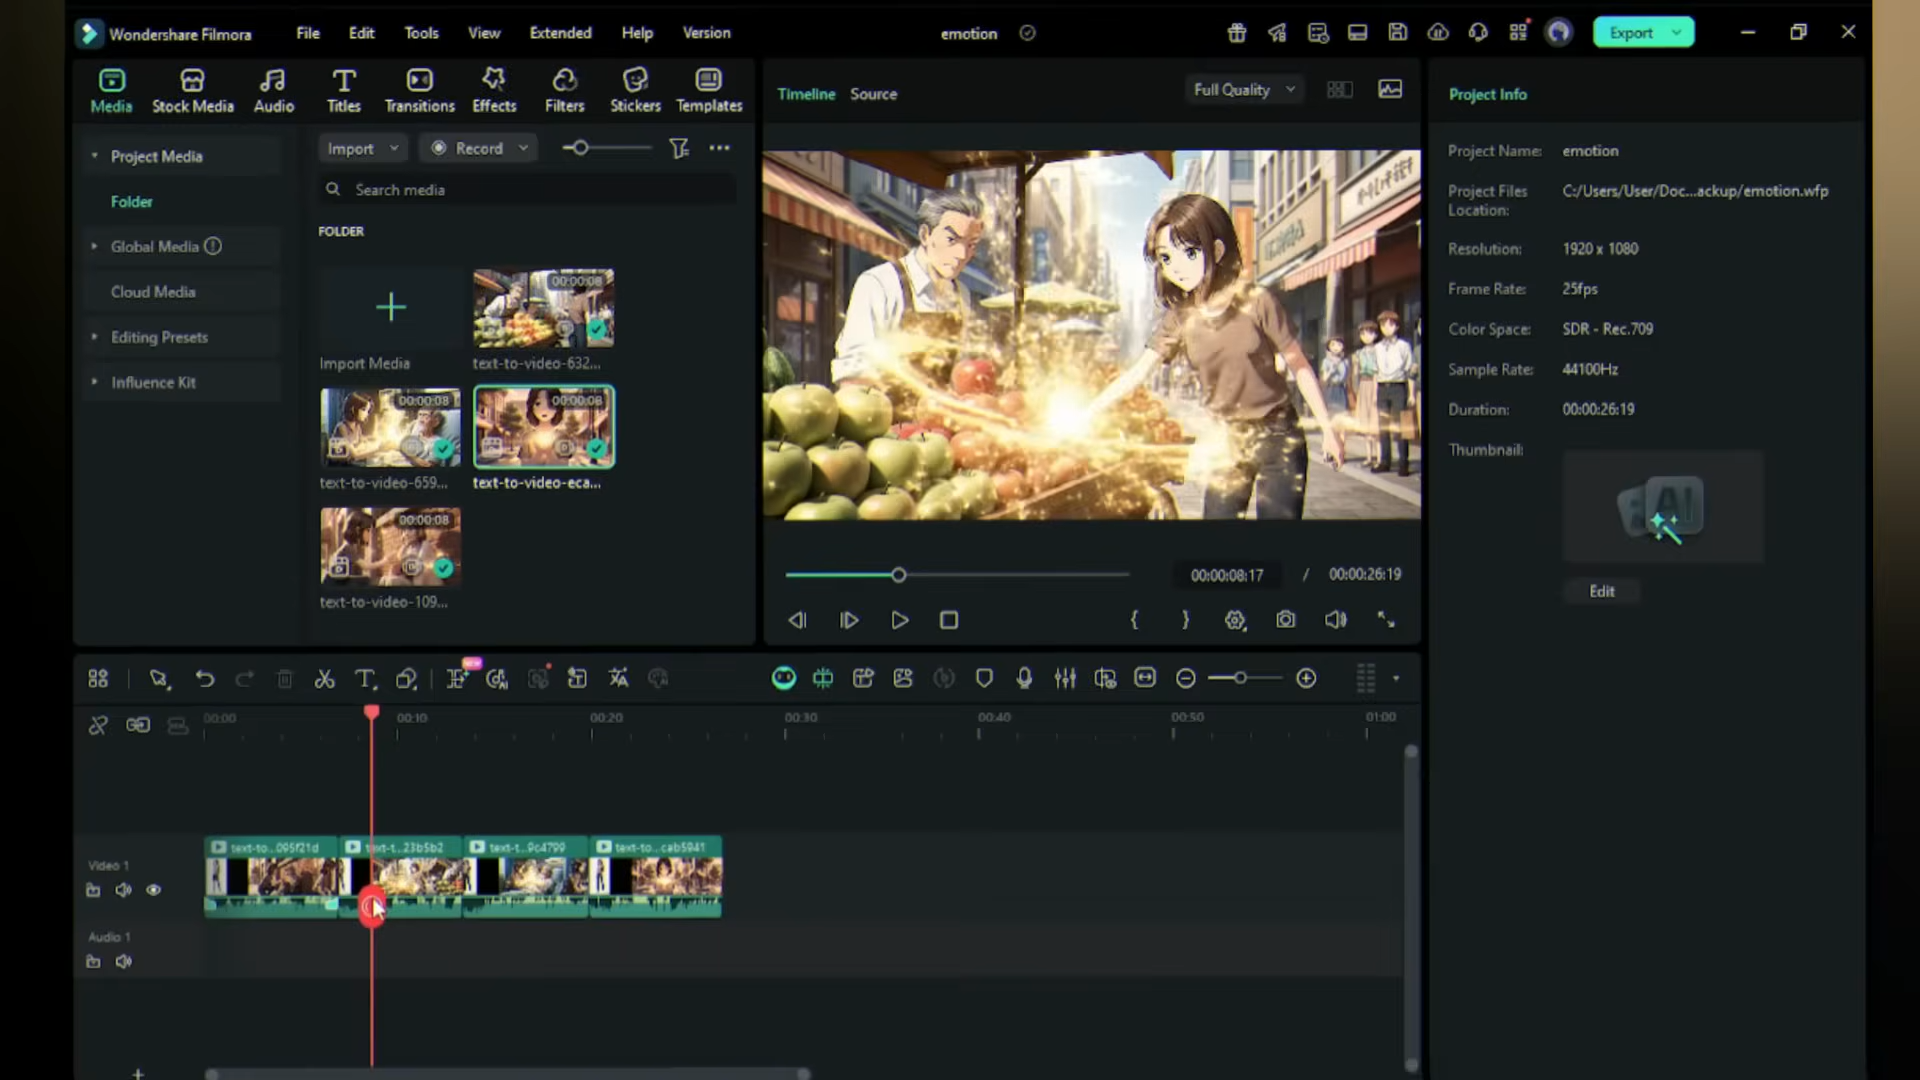 Wondershare Filmora
File Edit Tools View Extended Help Version
emotion
Export
Media Stock Media Audio Titles Transitions Effects Filters Stickers Templates
Project Media
Folder
Global Media
Cloud Media
Editing Presets
Influence Kit
Import
Record
Search media
FOLDER
Import Media
00:00:08
text-to-video-632...
00:00:08
text-to-video-659...
00:00:08
text-to-video-eca...
00:00:08
text-to-video-109...
Timeline Source
Full Quality
00:00:08:17 / 00:00:26:19
Project Info
Project Name: emotion
Project Files Location: C:/Users/User/Doc...ackup/emotion.wfp
Resolution: 1920 x 1080
Frame Rate: 25fps
Color Space: SDR - Rec.709
Sample Rate: 44100Hz
Duration: 00:00:26:19
Thumbnail:
AI
Edit
NEW
00:00 00:10 00:20 00:30 00:40 00:50 01:00
Video 1
text-to...095f21d text-t...23b5b2 text-t...9c4799 text-to...cab5941
Audio 1